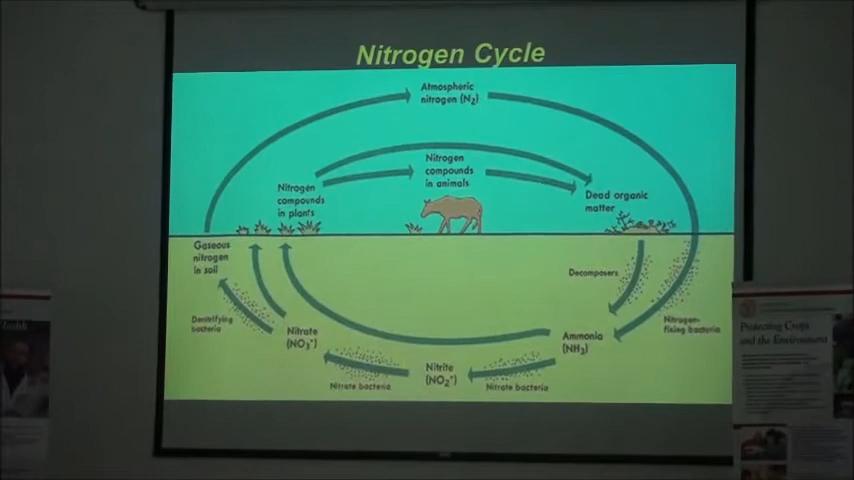 Nitrogen Cycle
Atmospheric
nitrogen (N₂)
Nitrogen
compounds
in animals
Nitrogen
compounds
in plants
Dead organic
matter
Gaseous
nitrogen
in soil
Decomposers
Denitrifying
bacteria
Nitrate
(NO₃⁻)
Nitrogen-
fixing bacteria
Ammonia
(NH₃)
Nitrite
(NO₂⁻)
Nitrate bacteria
Nitrate bacteria
Protecting Crops
and the Environment